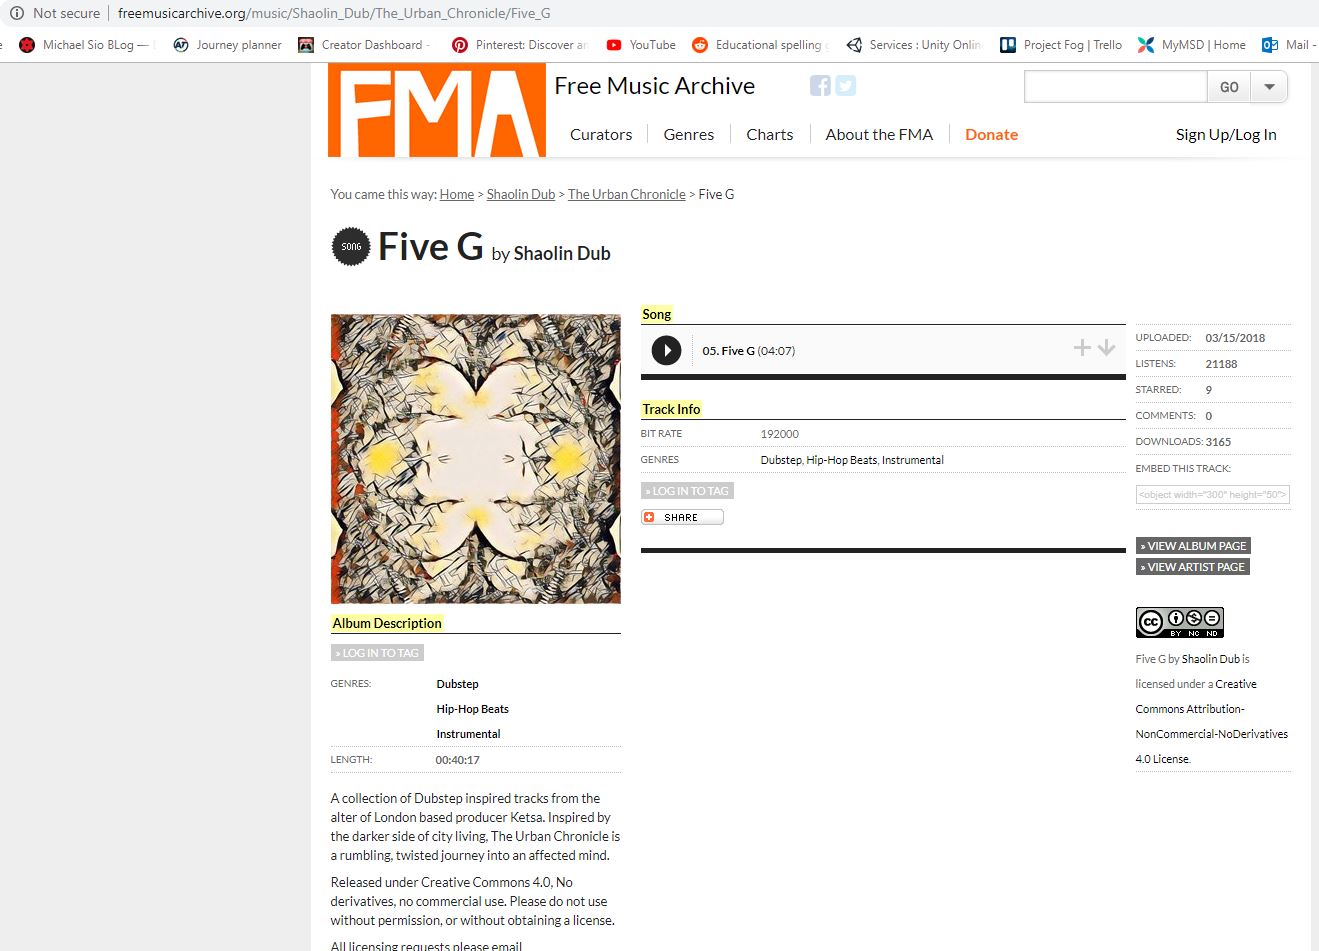 Not secure | freemusicarchive.org/music/Shaolin_Dub/The_Urban_Chronicle/Five_G
Michael Sio BLog — Journey planner Creator Dashboard - Pinterest: Discover YouTube Educational spelling Services : Unity Onlin Project Fog | Trello MyMSD | Home Mail -
FMA
Free Music Archive
GO
Curators Genres Charts About the FMA Donate Sign Up/Log In
You came this way: Home > Shaolin Dub > The Urban Chronicle > Five G
SONG Five G by Shaolin Dub
Song
05. Five G (04:07)
Track Info
BIT RATE 192000
GENRES Dubstep, Hip-Hop Beats, Instrumental
» LOG IN TO TAG
SHARE
UPLOADED: 03/15/2018
LISTENS: 21188
STARRED: 9
COMMENTS: 0
DOWNLOADS: 3165
EMBED THIS TRACK:
<object width="300" height="50">
» VIEW ALBUM PAGE
» VIEW ARTIST PAGE
cc BY NC ND
Five G by Shaolin Dub is
licensed under a Creative
Commons Attribution-
NonCommercial-NoDerivatives
4.0 License.
Album Description
» LOG IN TO TAG
GENRES: Dubstep
Hip-Hop Beats
Instrumental
LENGTH: 00:40:17
A collection of Dubstep inspired tracks from the
alter of London based producer Ketsa. Inspired by
the darker side of city living, The Urban Chronicle is
a rumbling, twisted journey into an affected mind.
Released under Creative Commons 4.0, No
derivatives, no commercial use. Please do not use
without permission, or without obtaining a license.
All licensing requests please email